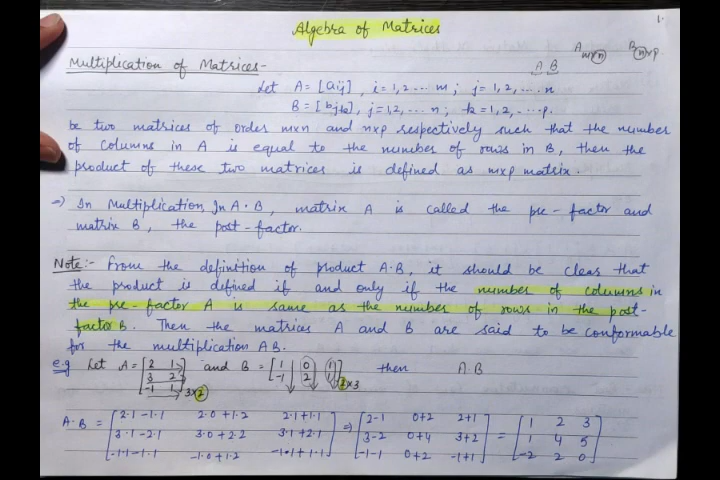 1.
Algebra of Matrices
Multiplication of Matrices:-
A B
A m×n B n×p
Let A = [aij], i = 1,2 ... m ; j = 1,2, .... n
B = [bjk], j = 1,2, .... n ; k = 1,2, .... p.
be two matrices of order mxn and nxp respectively such that the number
of columns in A is equal to the number of rows in B, then the
product of these two matrices is defined as mxp matrix.
=) In Multiplication, In A·B, matrix A is called the pre-factor and
matrix B, the post-factor.
Note:- From the definition of product A·B, it should be clear that
the product is defined if and only if the number of columns in
the pre-factor A is same as the number of rows in the post-
factor B. Then the matrices A and B are said to be conformable
for the multiplication AB.
e.g Let A = [2 1 and B = [1 0 1] then A·B
3 2 -1 2 1] 2×3
-1 1] 3×2
A·B = [2·1-1·1 2·0+1·2 2·1+1·1] => [2-1 0+2 2+1] = [1 2 3
3·1-2·1 3·0+2·2 3·1+2·1 3-2 0+4 3+2 1 4 5
-1·1-1·1 -1·0+1·2 -1·1+1·1] -1-1 0+2 -1+1] -2 2 0]